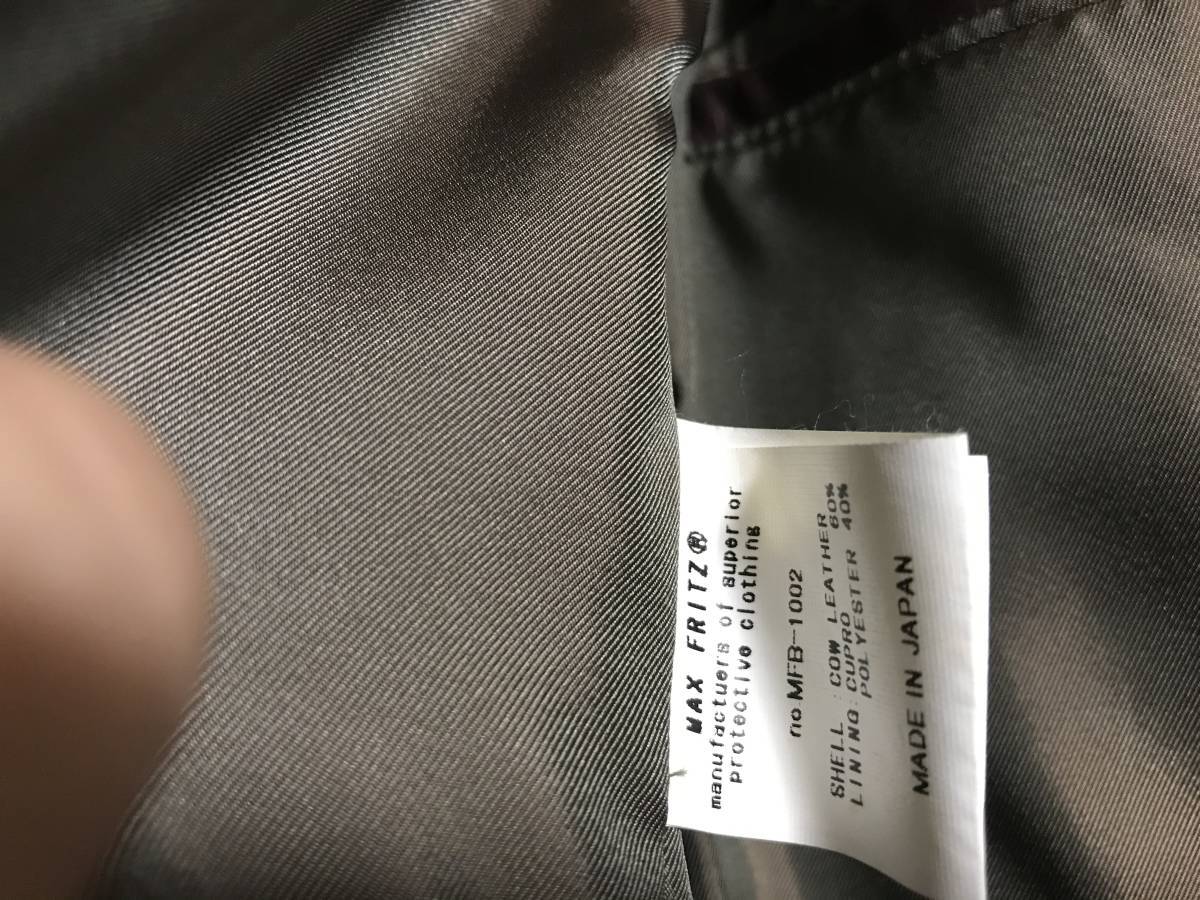 MAX FRITZ®
manufactuers of superior
protective clothing
no MFB-1002
SHELL : COW LEATHER
LINING: CUPRO 60%
POLYESTER 40%
MADE IN JAPAN